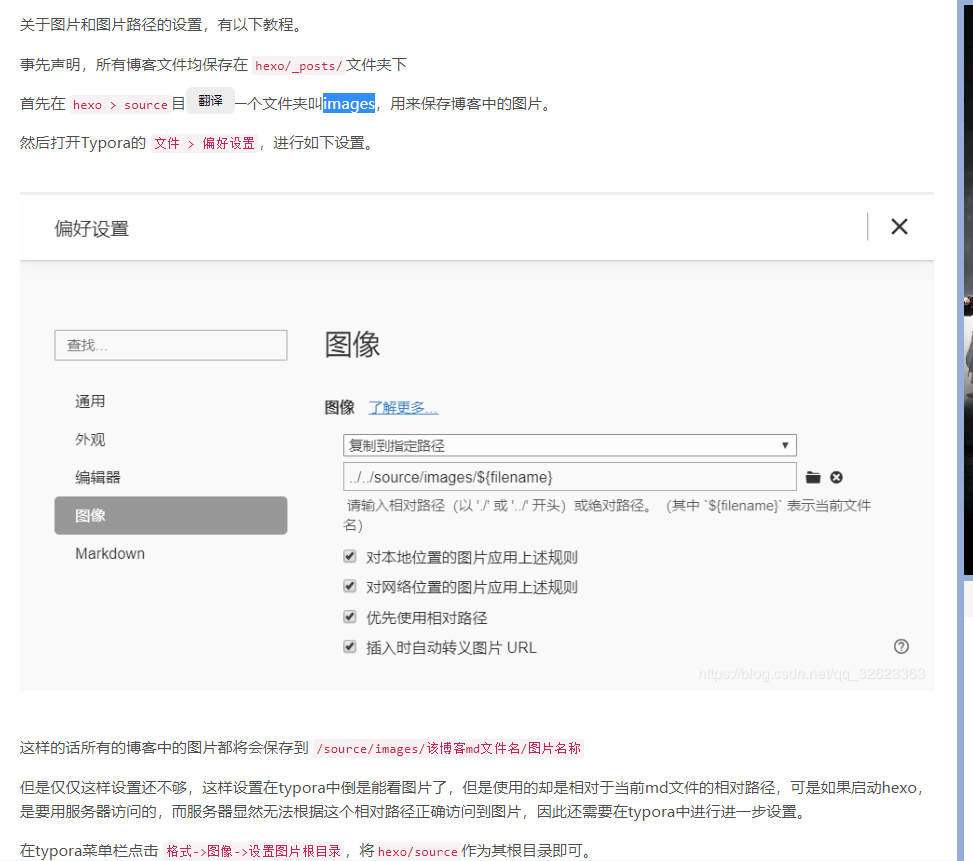 关于图片和图片路径的设置，有以下教程。
事先声明，所有博客文件均保存在 hexo/_posts/ 文件夹下
首先在 hexo > source 目 翻译 一个文件夹叫images，用来保存博客中的图片。
然后打开Typora的 文件 > 偏好设置 ，进行如下设置。
偏好设置
查找...
图像
通用
外观
编辑器
图像
Markdown
图像 了解更多...
复制到指定路径
../../source/images/${filename}
请输入相对路径（以 './' 或 '../' 开头）或绝对路径。（其中 `${filename}` 表示当前文件
名）
对本地位置的图片应用上述规则
对网络位置的图片应用上述规则
优先使用相对路径
插入时自动转义图片 URL
https://blog.csdn.net/qq_32623363
这样的话所有的博客中的图片都将会保存到 /source/images/该博客md文件名/图片名称
但是仅仅这样设置还不够，这样设置在typora中倒是能看图片了，但是使用的却是相对于当前md文件的相对路径，可是如果启动hexo，
是要用服务器访问的，而服务器显然无法根据这个相对路径正确访问到图片，因此还需要在typora中进行进一步设置。
在typora菜单栏点击 格式->图像->设置图片根目录 ，将 hexo/source 作为其根目录即可。